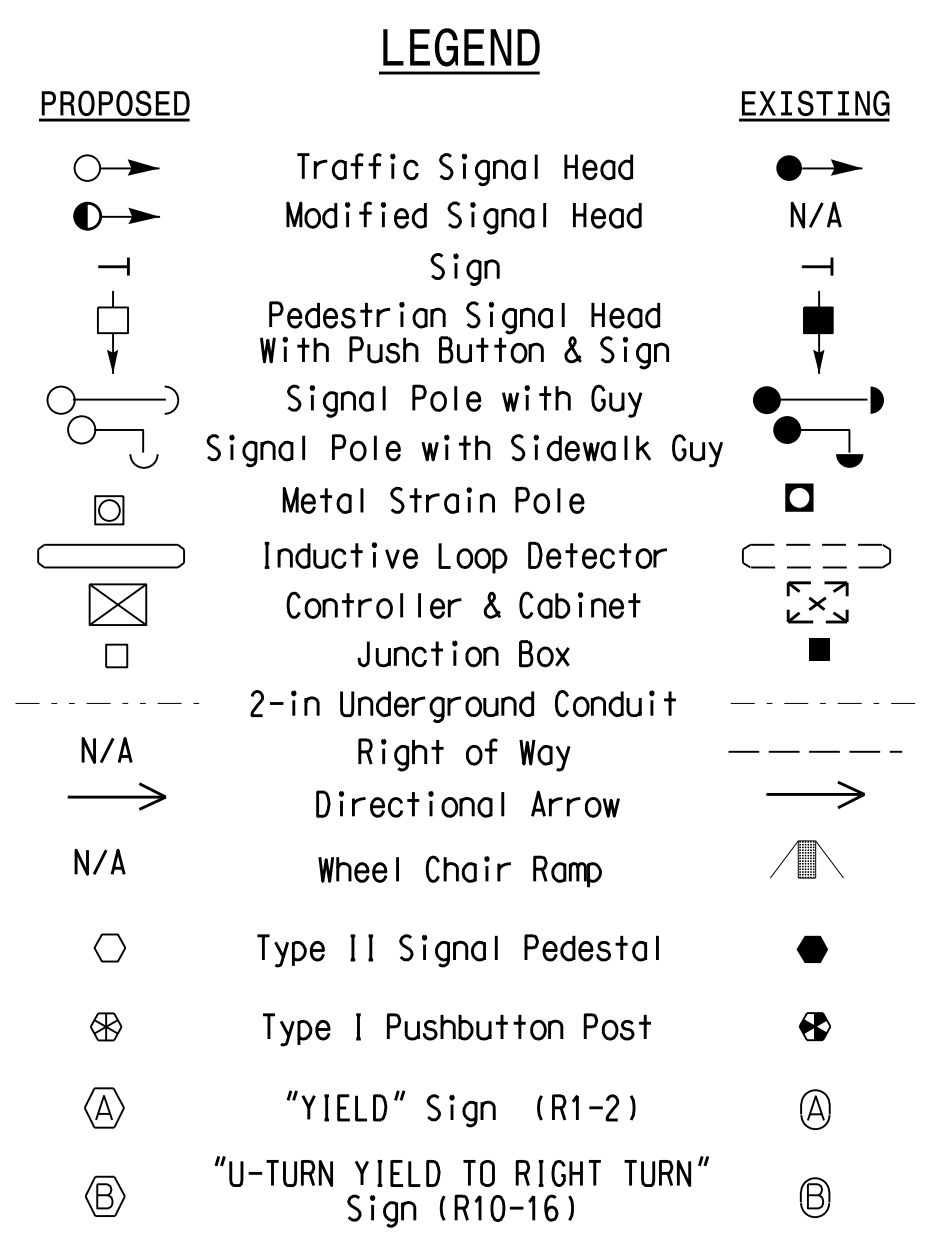 LEGEND
PROPOSED EXISTING
Traffic Signal Head
Modified Signal Head N/A
Sign
Pedestrian Signal Head
With Push Button & Sign
Signal Pole with Guy
Signal Pole with Sidewalk Guy
Metal Strain Pole
Inductive Loop Detector
Controller & Cabinet
Junction Box
2-in Underground Conduit
N/A Right of Way
Directional Arrow
N/A Wheel Chair Ramp
Type II Signal Pedestal
Type I Pushbutton Post
A "YIELD" Sign (R1-2) A
"U-TURN YIELD TO RIGHT TURN"
B Sign (R10-16) B